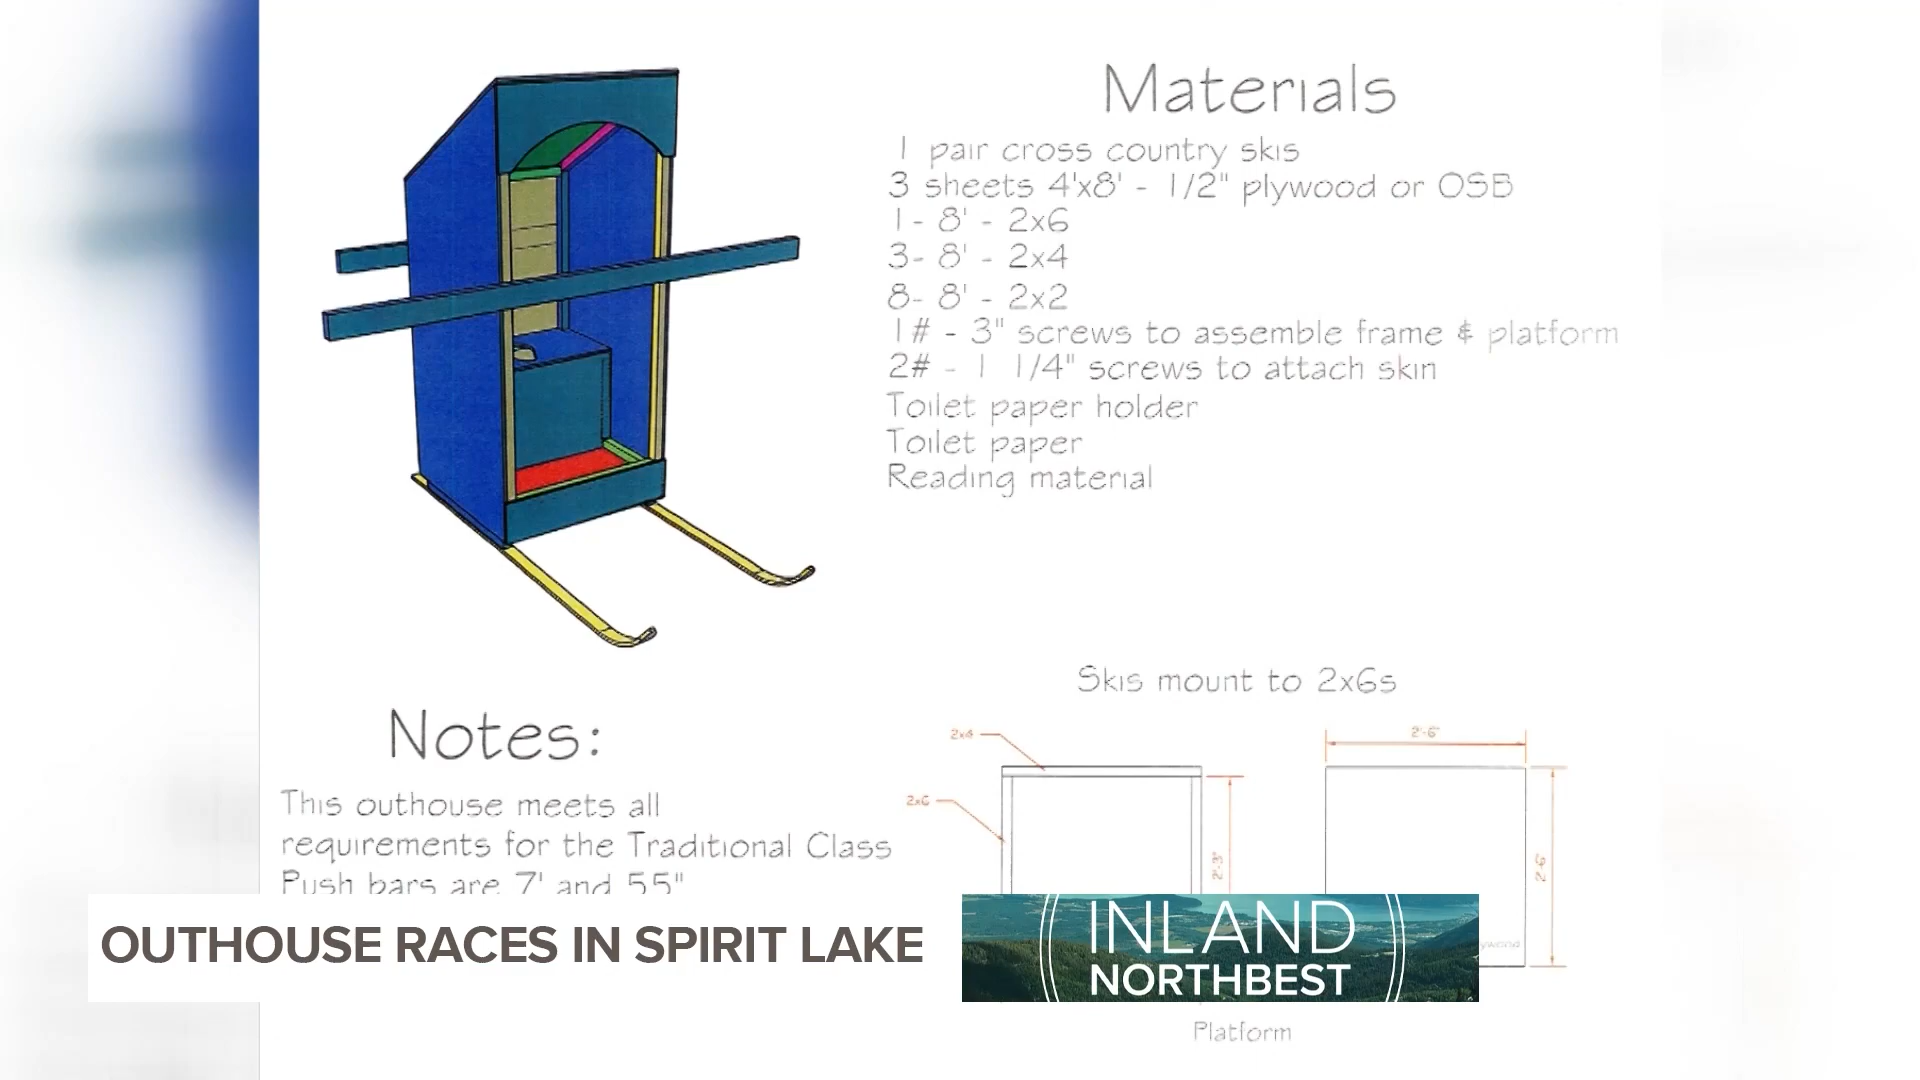 Materials
1 pair cross country skis
3 sheets 4'x8' - 1/2" plywood or OSB
1- 8' - 2x6
3- 8' - 2x4
8- 8' - 2x2
1# - 3" screws to assemble frame & platform
2# - 1 1/4" screws to attach skin
Toilet paper holder
Toilet paper
Reading material
Notes:
This outhouse meets all
requirements for the Traditional Class
Push bars are 7' and 55"
Skis mount to 2x6s
2x4
2x6
2'-3"
2'-6"
2'-6"
Platform
OUTHOUSE RACES IN SPIRIT LAKE
INLAND
NORTHBEST